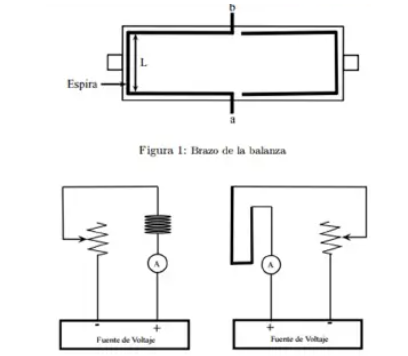 b
L
Espira
a
Figura 1: Brazo de la balanza
A
A
- +
Fuente de Voltaje
+ -
Fuente de Voltaje